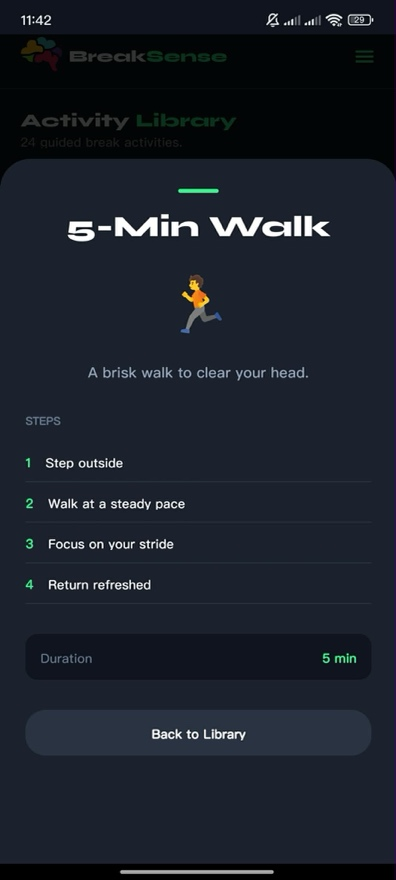 11:42
29
BreakSense
Activity Library
24 guided break activities.
5-Min Walk
A brisk walk to clear your head.
STEPS
1 Step outside
2 Walk at a steady pace
3 Focus on your stride
4 Return refreshed
Duration 5 min
Back to Library